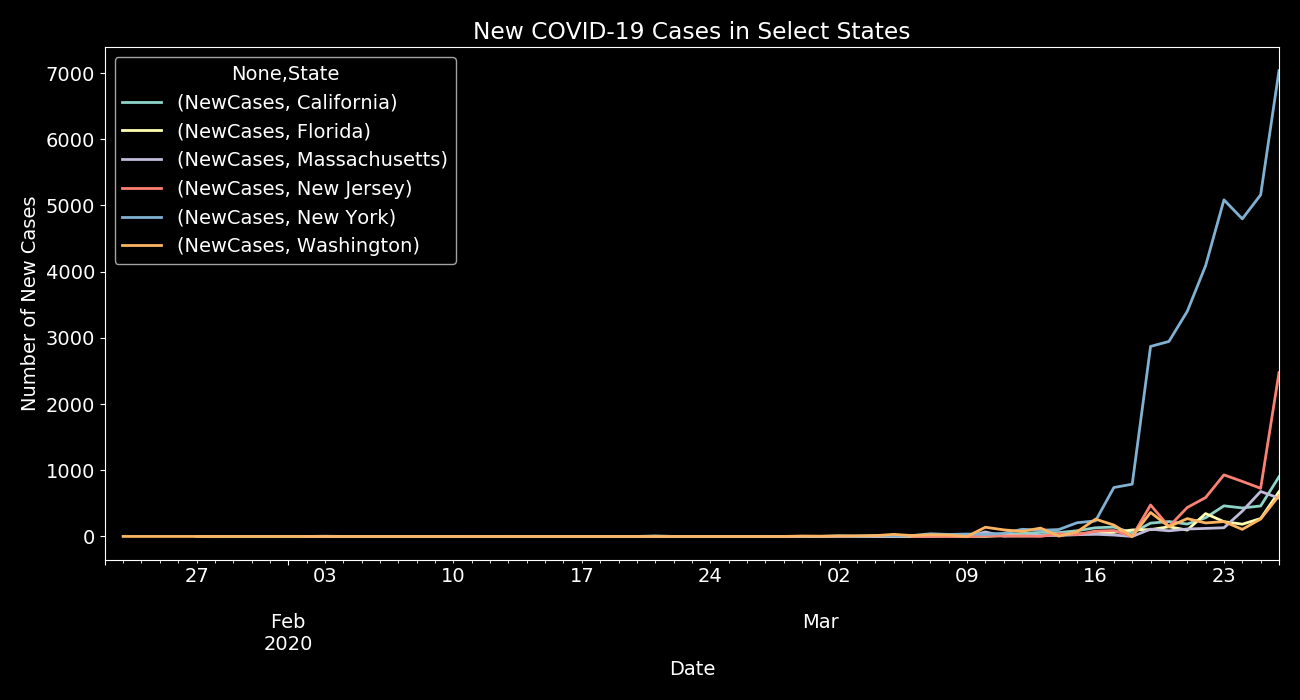 New COVID-19 Cases in Select States
None,State
(NewCases, California)
(NewCases, Florida)
(NewCases, Massachusetts)
(NewCases, New Jersey)
(NewCases, New York)
(NewCases, Washington)
Number of New Cases
7000
6000
5000
4000
3000
2000
1000
0
27 03 10 17 24 02 09 16 23
Feb Mar
2020
Date